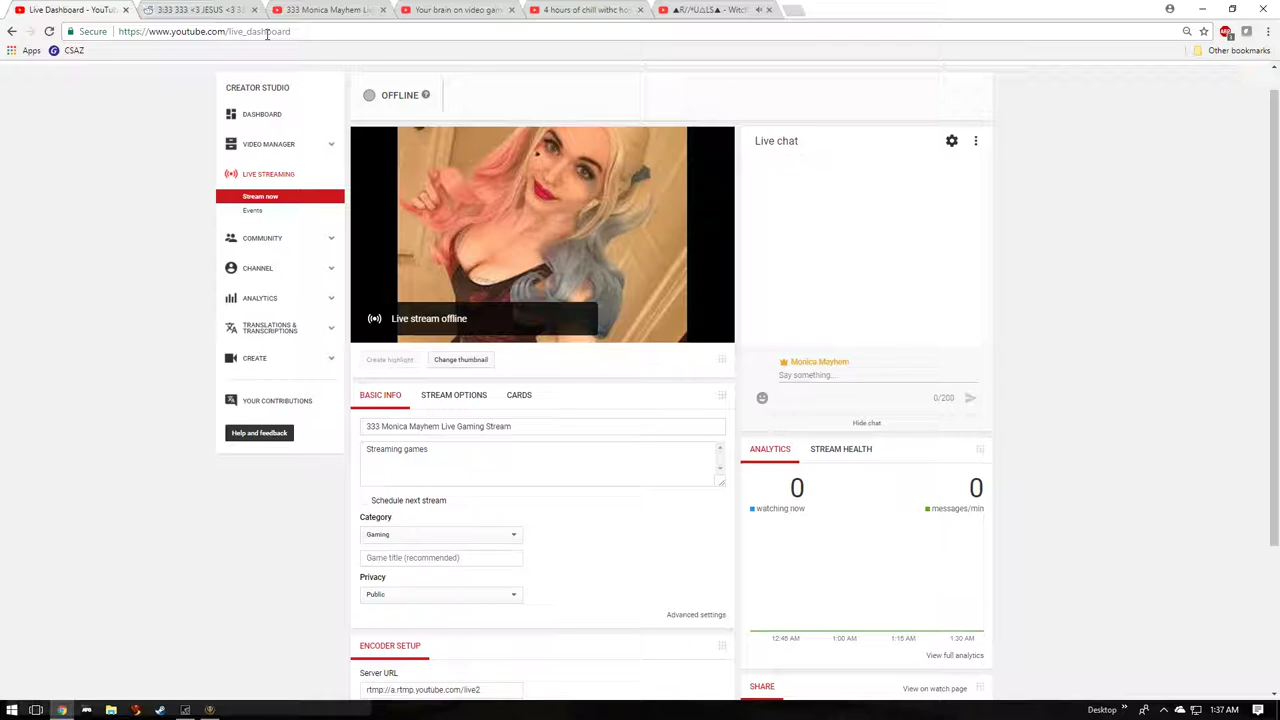 Live Dashboard - YouTub
3:33 333 <3 JESUS <3 $3
333 Monica Mayhem Liv
Your brain on video gam
4 hours of chill withc ho
Secure
https://www.youtube.com/live_dashboard
Apps
CSAZ
Other bookmarks
CREATOR STUDIO
DASHBOARD
VIDEO MANAGER
LIVE STREAMING
Stream now
Events
COMMUNITY
CHANNEL
ANALYTICS
TRANSLATIONS &
TRANSCRIPTIONS
CREATE
YOUR CONTRIBUTIONS
Help and feedback
OFFLINE
Live stream offline
Create highlight
Change thumbnail
BASIC INFO
STREAM OPTIONS
CARDS
333 Monica Mayhem Live Gaming Stream
Streaming games
Schedule next stream
Category
Gaming
Game title (recommended)
Privacy
Public
Advanced settings
ENCODER SETUP
Server URL
rtmp://a.rtmp.youtube.com/live2
Live chat
Monica Mayhem
Say something...
0/200
Hide chat
ANALYTICS
STREAM HEALTH
0
0
watching now
messages/min
12:45 AM
1:00 AM
1:15 AM
1:30 AM
View full analytics
SHARE
View on watch page
Desktop
»
1:37 AM